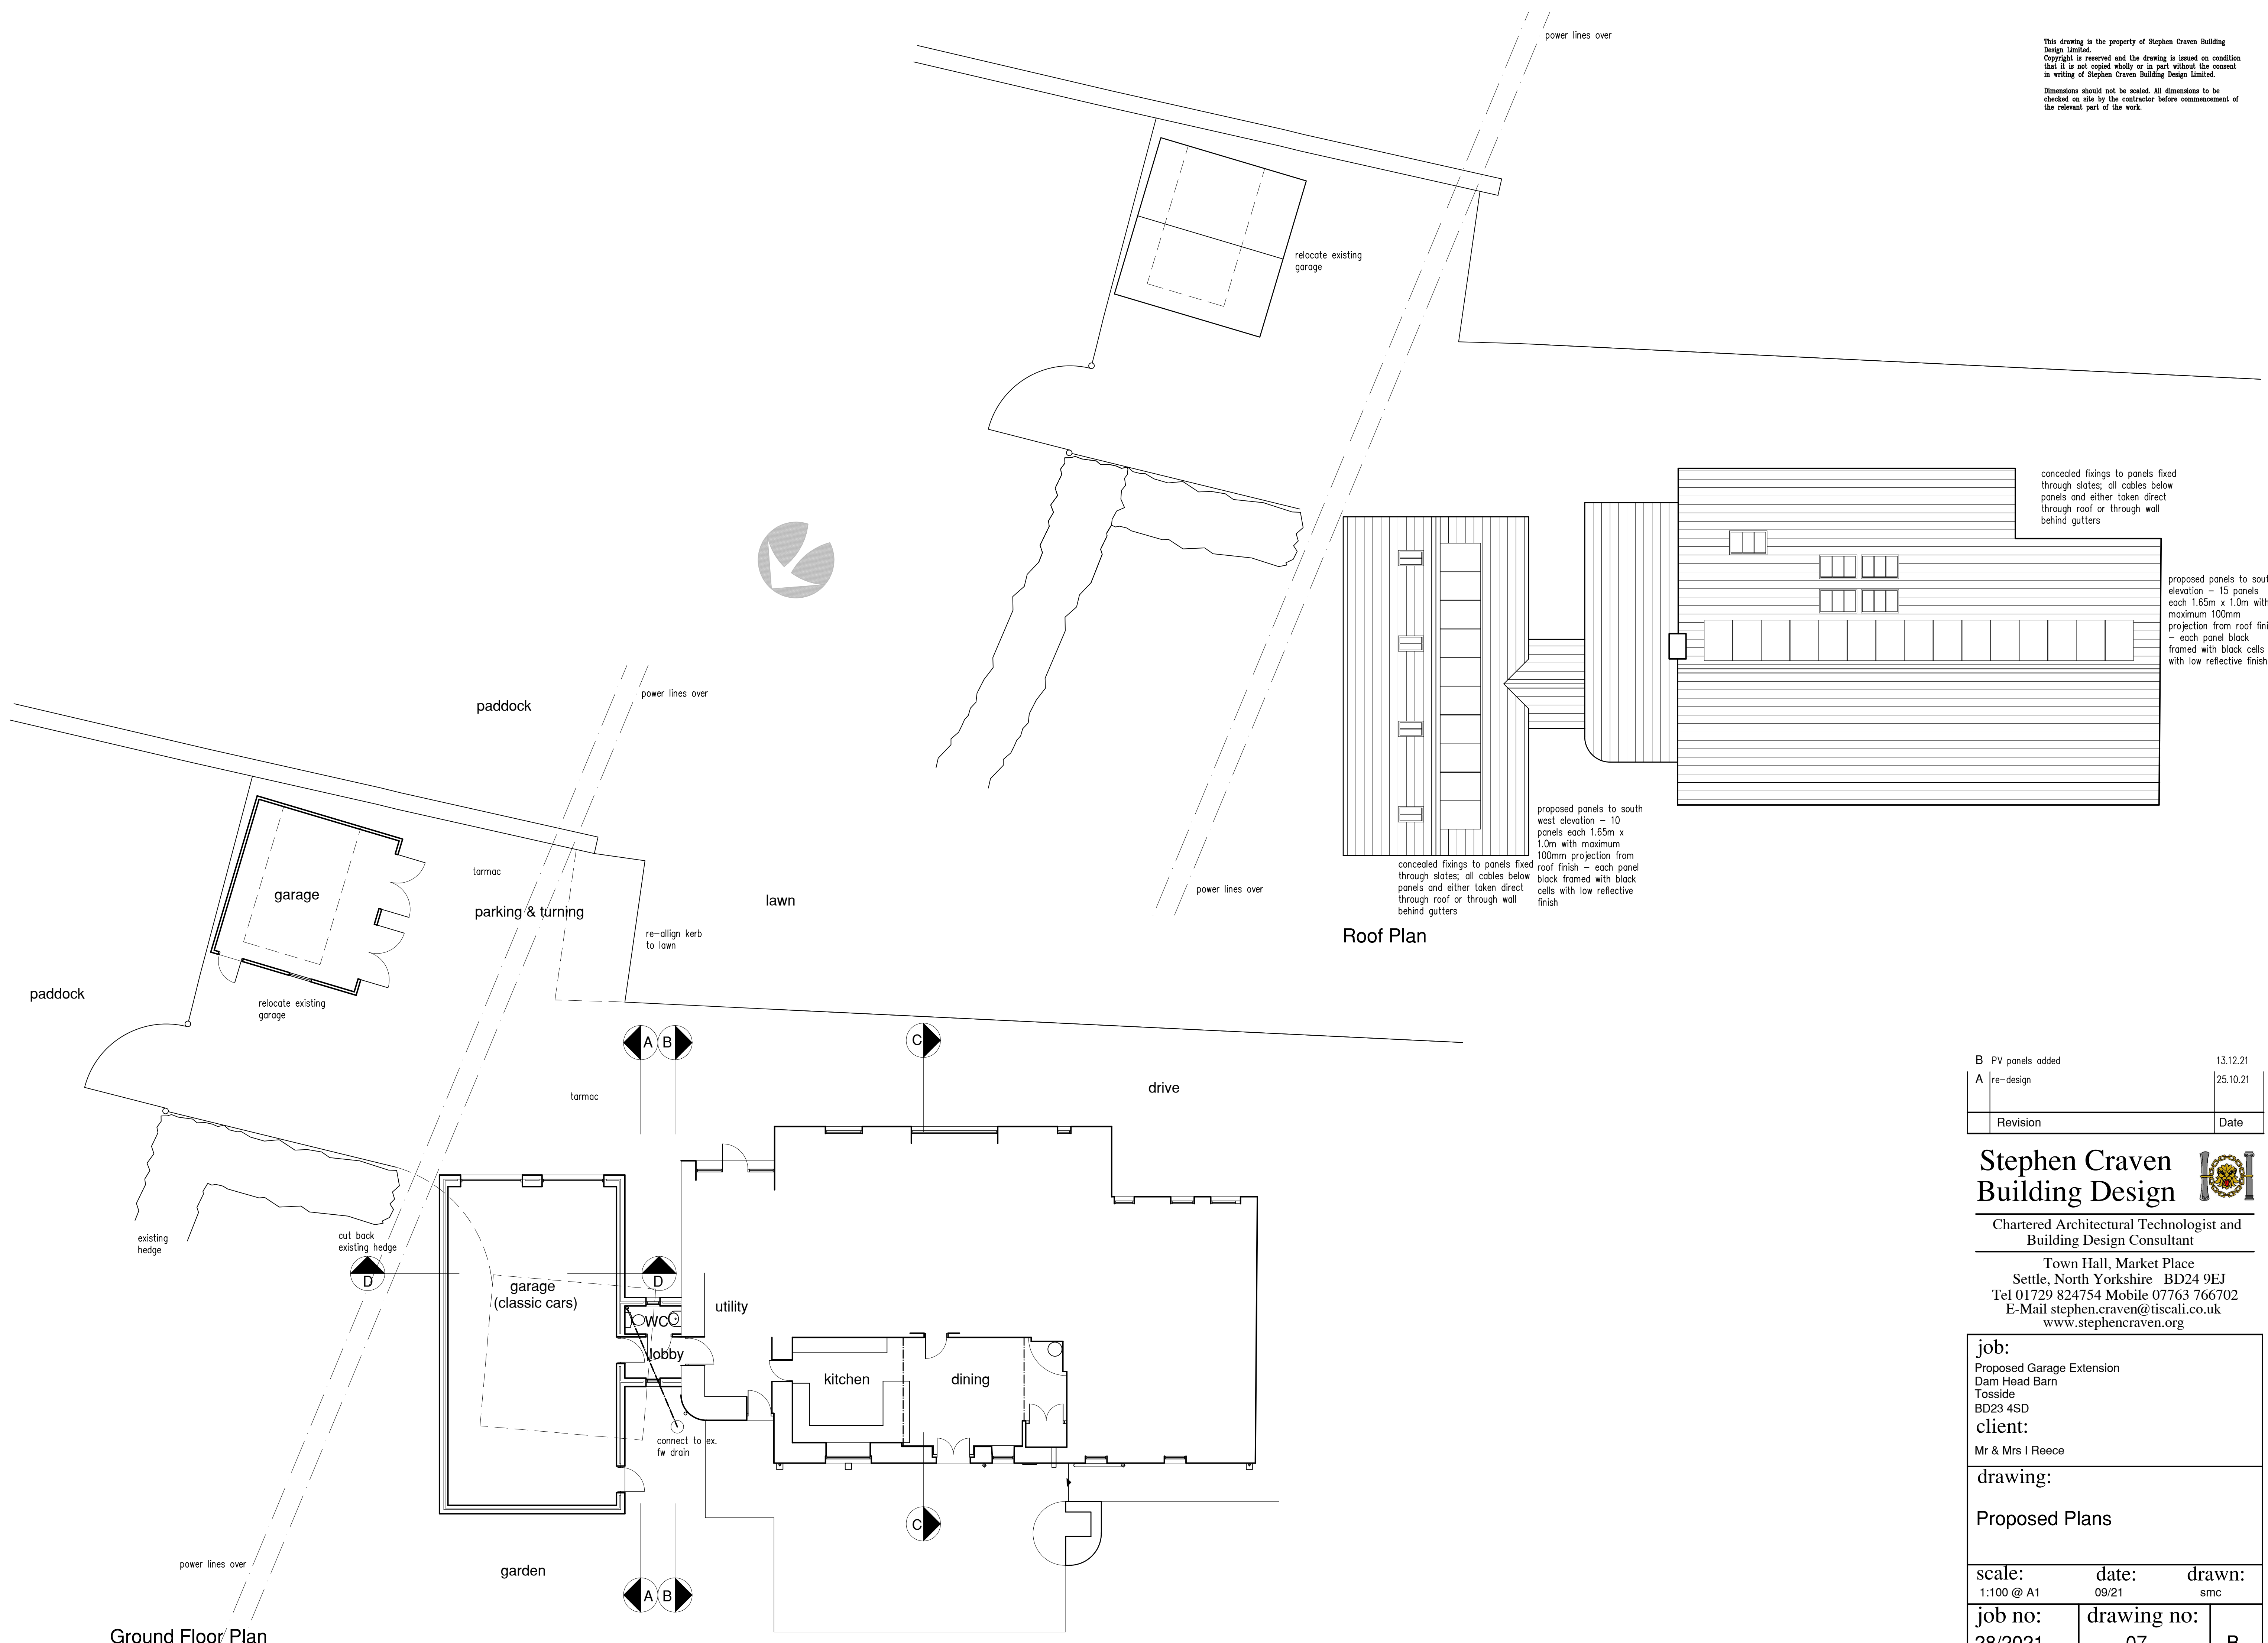 power lines over
This drawing is the property of Stephen Craven Building
Design Limited.
Copyright is reserved and the drawing is issued on condition
that it is not copied wholly or in part without the consent
in writing of Stephen Craven Building Design Limited.
Dimensions should not be scaled. All dimensions to be
checked on site by the contractor before commencement of
the relevant part of the work.
relocate existing
garage
concealed fixings to panels fixed
through slates; all cables below
panels and either taken direct
through roof or through wall
behind gutters
proposed panels to sout
elevation – 15 panels
each 1.65m x 1.0m with
maximum 100mm
projection from roof fini
– each panel black
framed with black cells
with low reflective finish
proposed panels to south
west elevation – 10
panels each 1.65m x
1.0m with maximum
100mm projection from
roof finish – each panel
black framed with black
cells with low reflective
finish
concealed fixings to panels fixed
through slates; all cables below
panels and either taken direct
through roof or through wall
behind gutters
power lines over
Roof Plan
paddock
power lines over
tarmac
garage
parking & turning
lawn
re-allign kerb
to lawn
paddock
relocate existing
garage
A
B
C
drive
tarmac
existing
hedge
cut back
existing hedge
D
D
garage
(classic cars)
utility
WC
lobby
kitchen
dining
connect to ex.
fw drain
C
power lines over
garden
A
B
Ground Floor Plan
B PV panels added 13.12.21
A re-design 25.10.21
Revision Date
Stephen Craven
Building Design
Chartered Architectural Technologist and
Building Design Consultant
Town Hall, Market Place
Settle, North Yorkshire BD24 9EJ
Tel 01729 824754 Mobile 07763 766702
E-Mail stephen.craven@tiscali.co.uk
www.stephencraven.org
job:
Proposed Garage Extension
Dam Head Barn
Tosside
BD23 4SD
client:
Mr & Mrs I Reece
drawing:
Proposed Plans
scale: date: drawn:
1:100 @ A1 09/21 smc
job no: drawing no:
28/2021 07 B